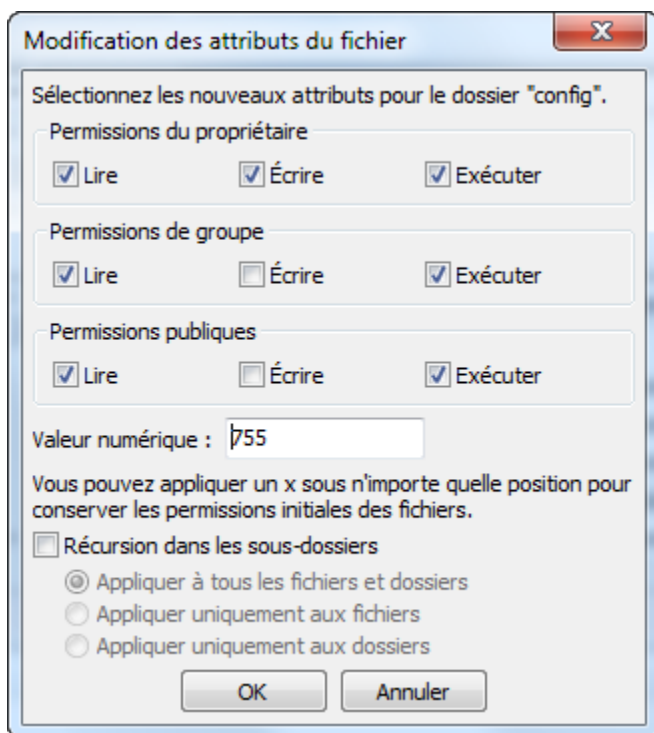 Modification des attributs du fichier
Sélectionnez les nouveaux attributs pour le dossier "config".
Permissions du propriétaire
Lire Écrire Exécuter
Permissions de groupe
Lire Écrire Exécuter
Permissions publiques
Lire Écrire Exécuter
Valeur numérique : 755
Vous pouvez appliquer un x sous n'importe quelle position pour
conserver les permissions initiales des fichiers.
Récursion dans les sous-dossiers
Appliquer à tous les fichiers et dossiers
Appliquer uniquement aux fichiers
Appliquer uniquement aux dossiers
OK Annuler